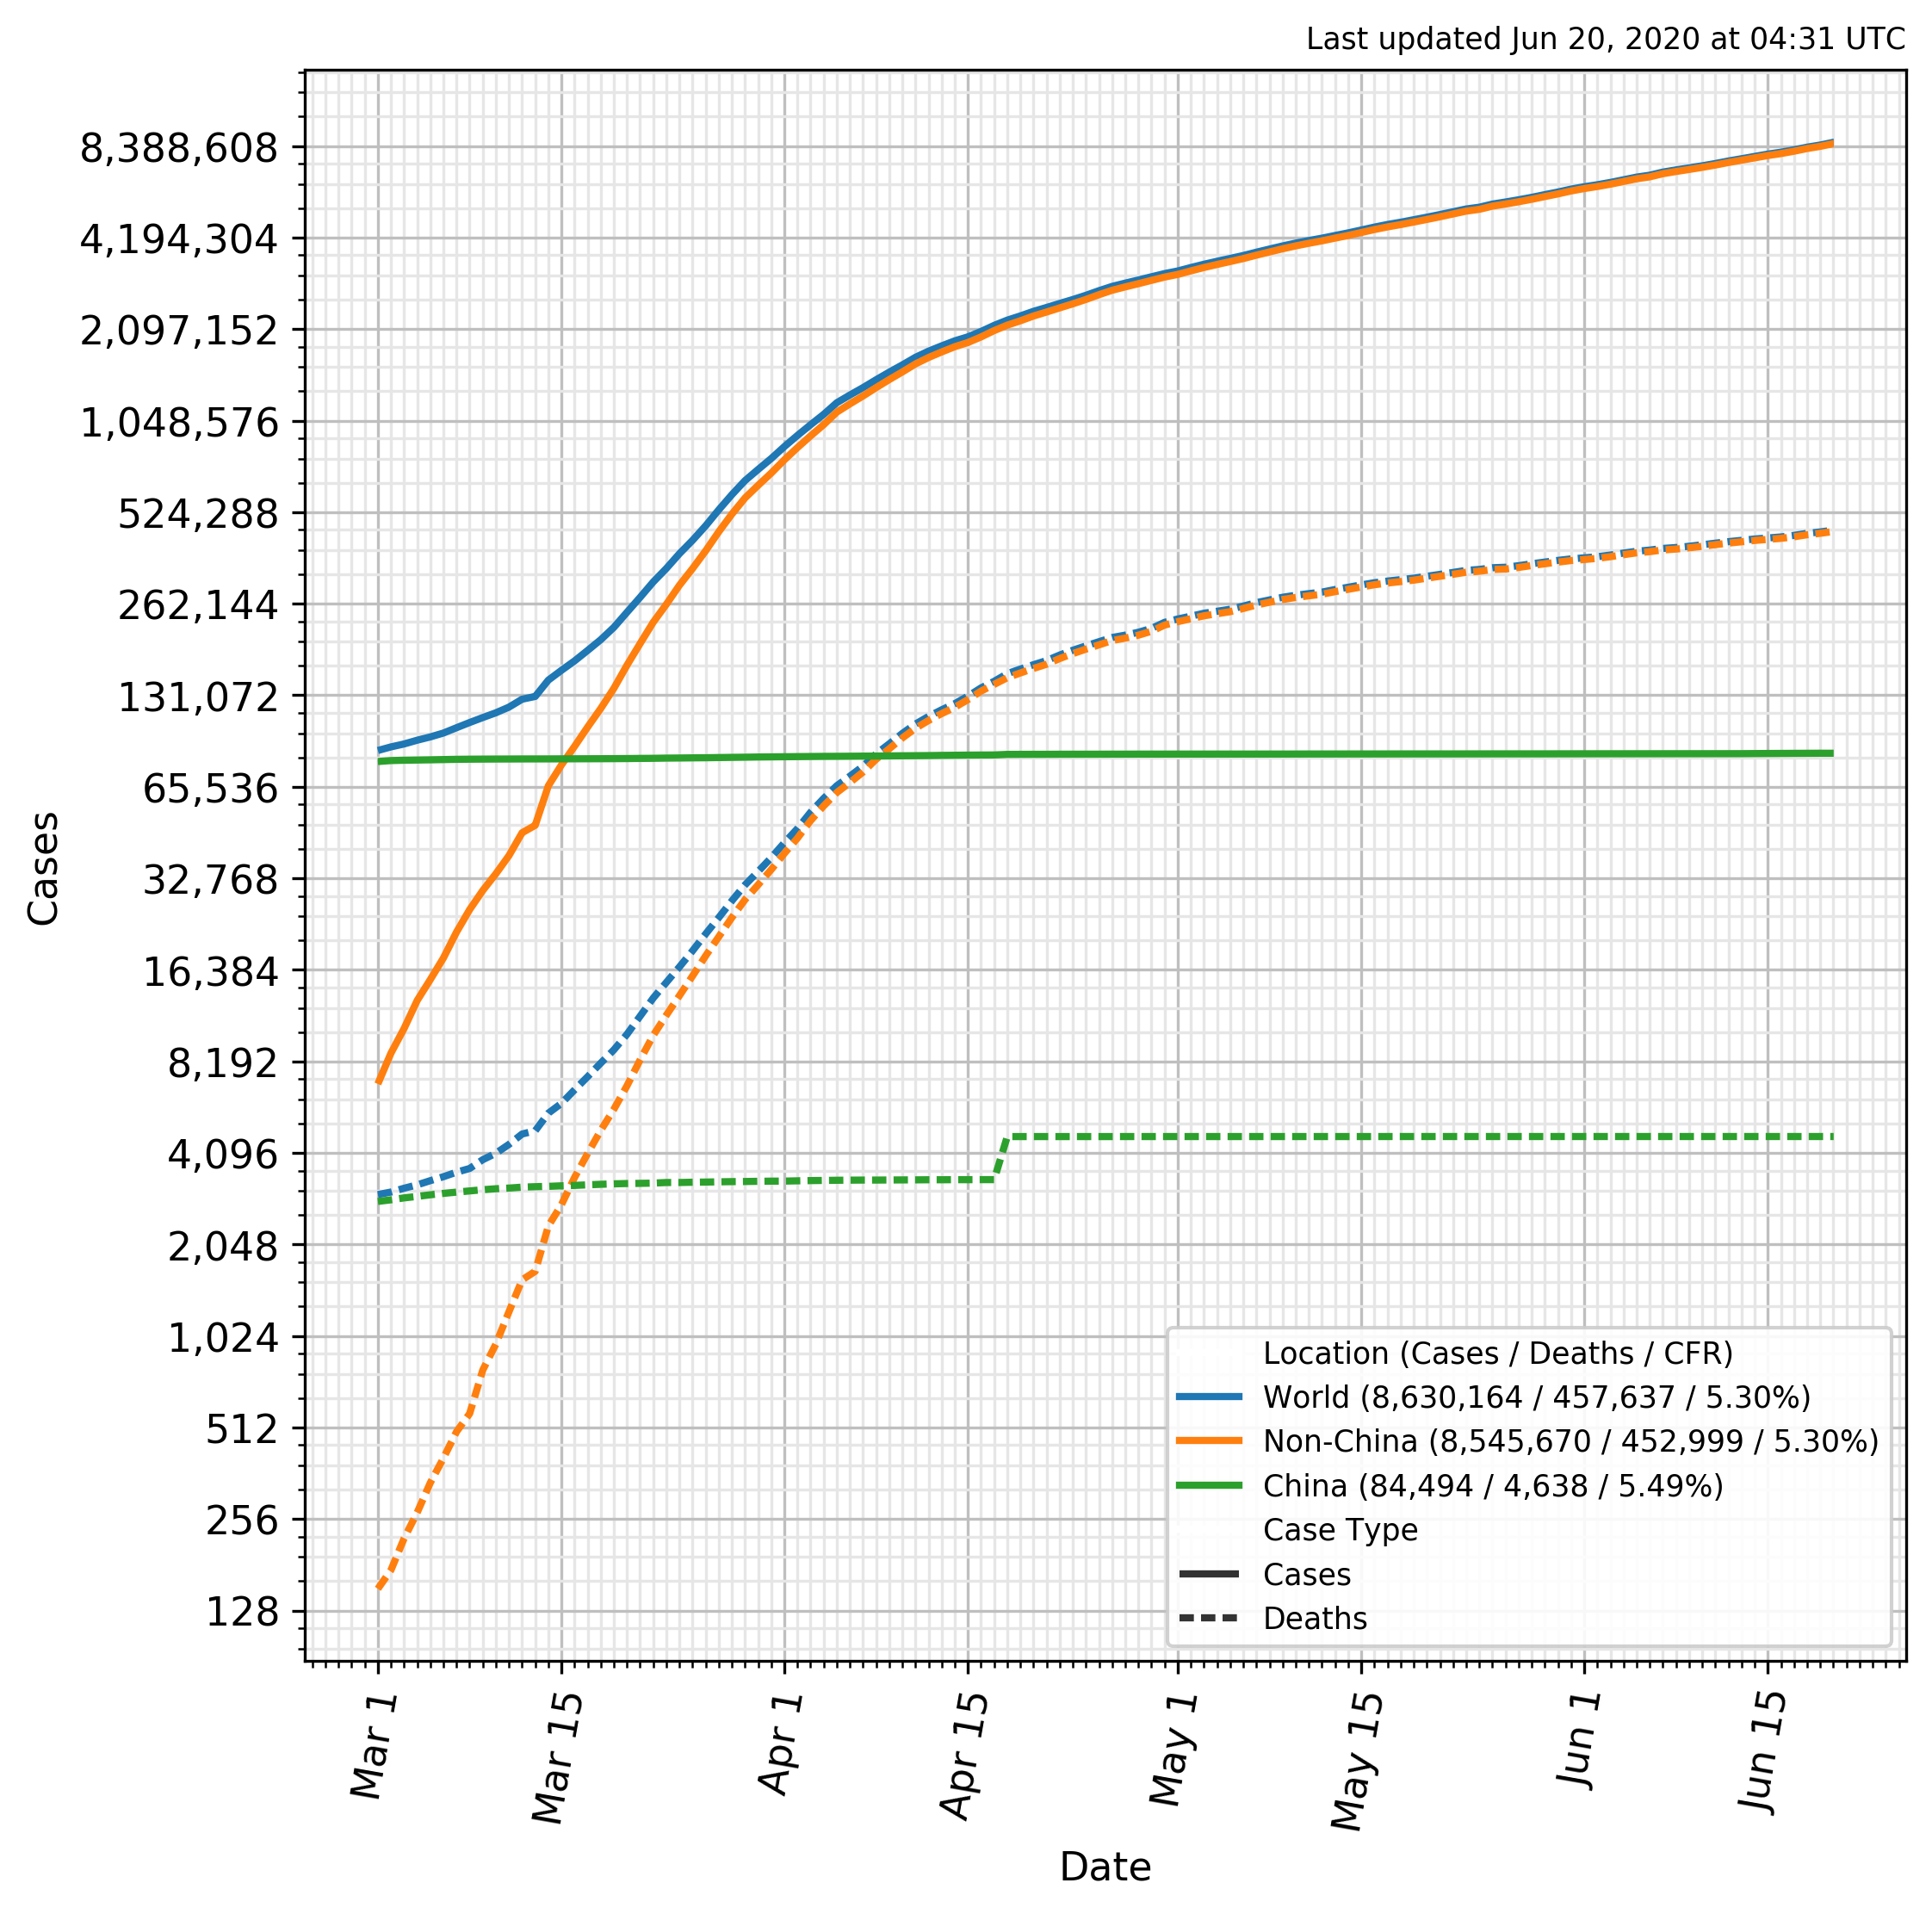 Last updated Jun 20, 2020 at 04:31 UTC
8,388,608
4,194,304
2,097,152
1,048,576
524,288
262,144
131,072
65,536
32,768
16,384
8,192
4,096
2,048
1,024
512
256
128
Cases
Location (Cases / Deaths / CFR)
World (8,630,164 / 457,637 / 5.30%)
Non-China (8,545,670 / 452,999 / 5.30%)
China (84,494 / 4,638 / 5.49%)
Case Type
Cases
Deaths
Mar 1
Mar 15
Apr 1
Apr 15
May 1
May 15
Jun 1
Jun 15
Date